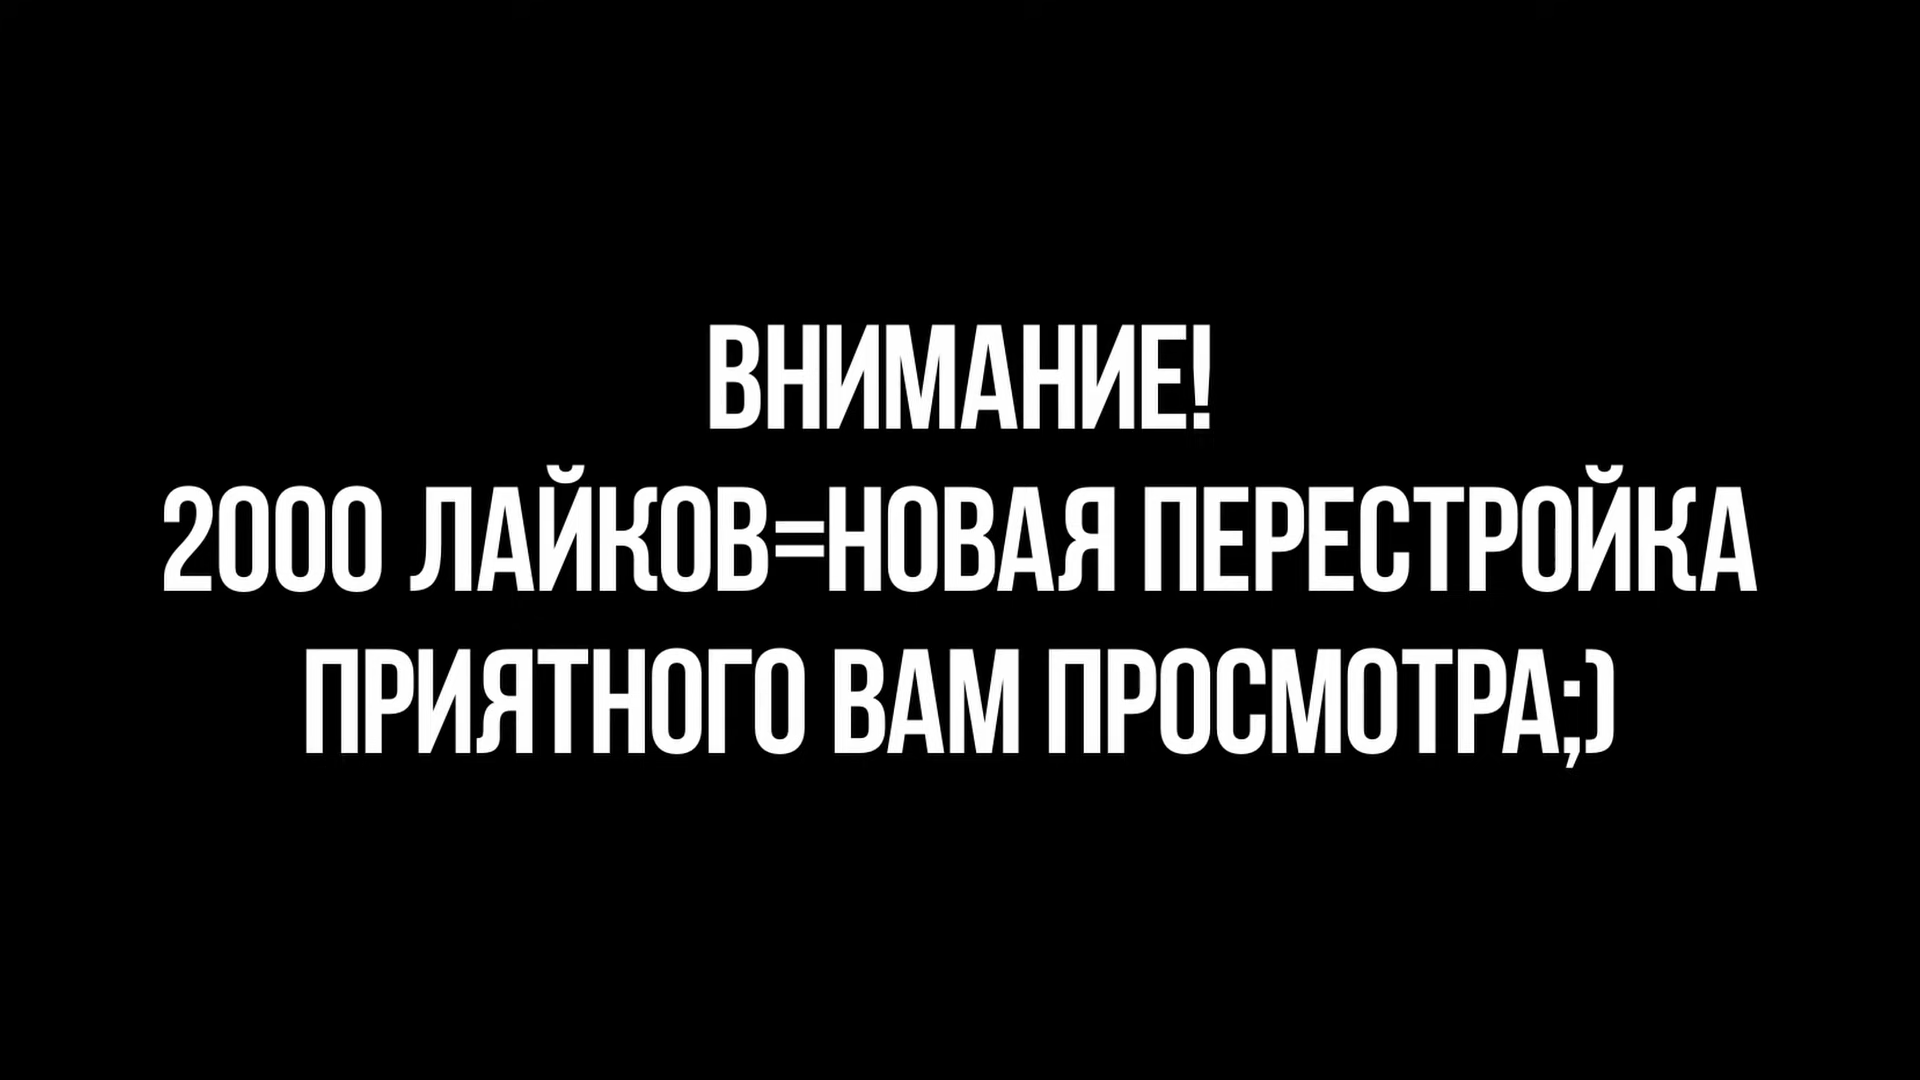 ВНИМАНИЕ!
2000 ЛАЙКОВ=НОВАЯ ПЕРЕСТРОЙКА
ПРИЯТНОГО ВАМ ПРОСМОТРА;)